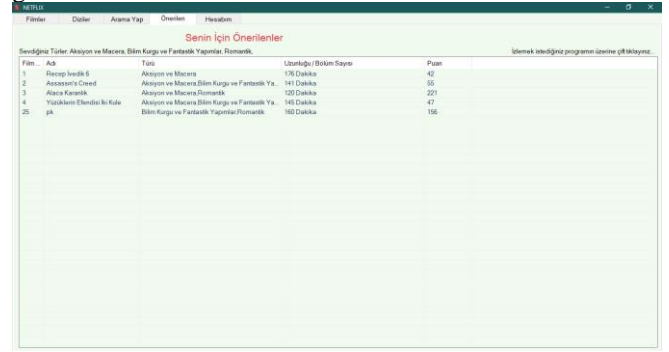 NETFLIX
Filmler Diziler Arama Yap Önerilen Hesabım
Senin İçin Önerilenler
Sevdiğiniz Türler: Aksiyon ve Macera, Bilim Kurgu ve Fantastik Yapımlar, Romantik, İzlemek istediğiniz programın üzerine çift tıklayınız...
Film ... Adı Türü Uzunluğu / Bölüm Sayısı Puan
1 Recep İvedik 6 Aksiyon ve Macera 176 Dakika 42
2 Assassin's Creed Aksiyon ve Macera,Bilim Kurgu ve Fantastik Ya... 141 Dakika 55
3 Alaca Karanlık Aksiyon ve Macera,Romantik 120 Dakika 221
4 Yüzüklerin Efendisi İki Kule Aksiyon ve Macera,Bilim Kurgu ve Fantastik Ya... 145 Dakika 47
25 pk Bilim Kurgu ve Fantastik Yapımlar,Romantik 160 Dakika 156